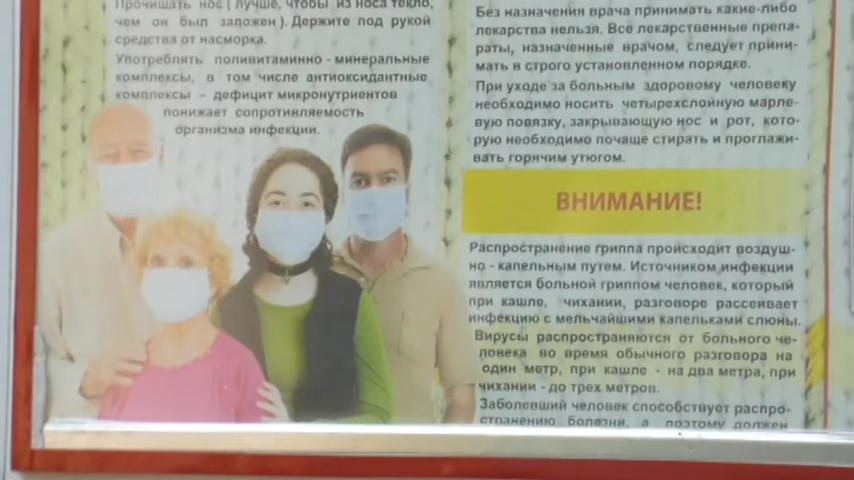 Прочищать нос ( лучше, чтобы из носа текло,
чем он был заложен ). Держите под рукой
средства от насморка.
Употреблять поливитаминно - минеральные
комплексы, в том числе антиоксидантные
комплексы – дефицит микронутриентов
понижает сопротивляемость
организма инфекции.
Без назначения врача принимать какие-либо
лекарства нельзя. Все лекарственные препа-
раты, назначенные врачом, следует прини-
мать в строго установленном порядке.
При уходе за больным здоровому человеку
необходимо носить четырехслойную марле-
вую повязку, закрывающую нос и рот, кото-
рую необходимо почаще стирать и проглажи-
вать горячим утюгом.
ВНИМАНИЕ!
Распространение гриппа происходит воздуш-
но - капельным путем. Источником инфекции
является больной гриппом человек, который
при кашле, чихании, разговоре рассеивает
инфекцию с мельчайшими капельками слюны.
Вирусы распространяются от больного че-
ловека во время обычного разговора на
один метр, при кашле - на два метра, при
чихании - до трех метров.
Заболевший человек способствует распро-
странению болезни, а поэтому должен